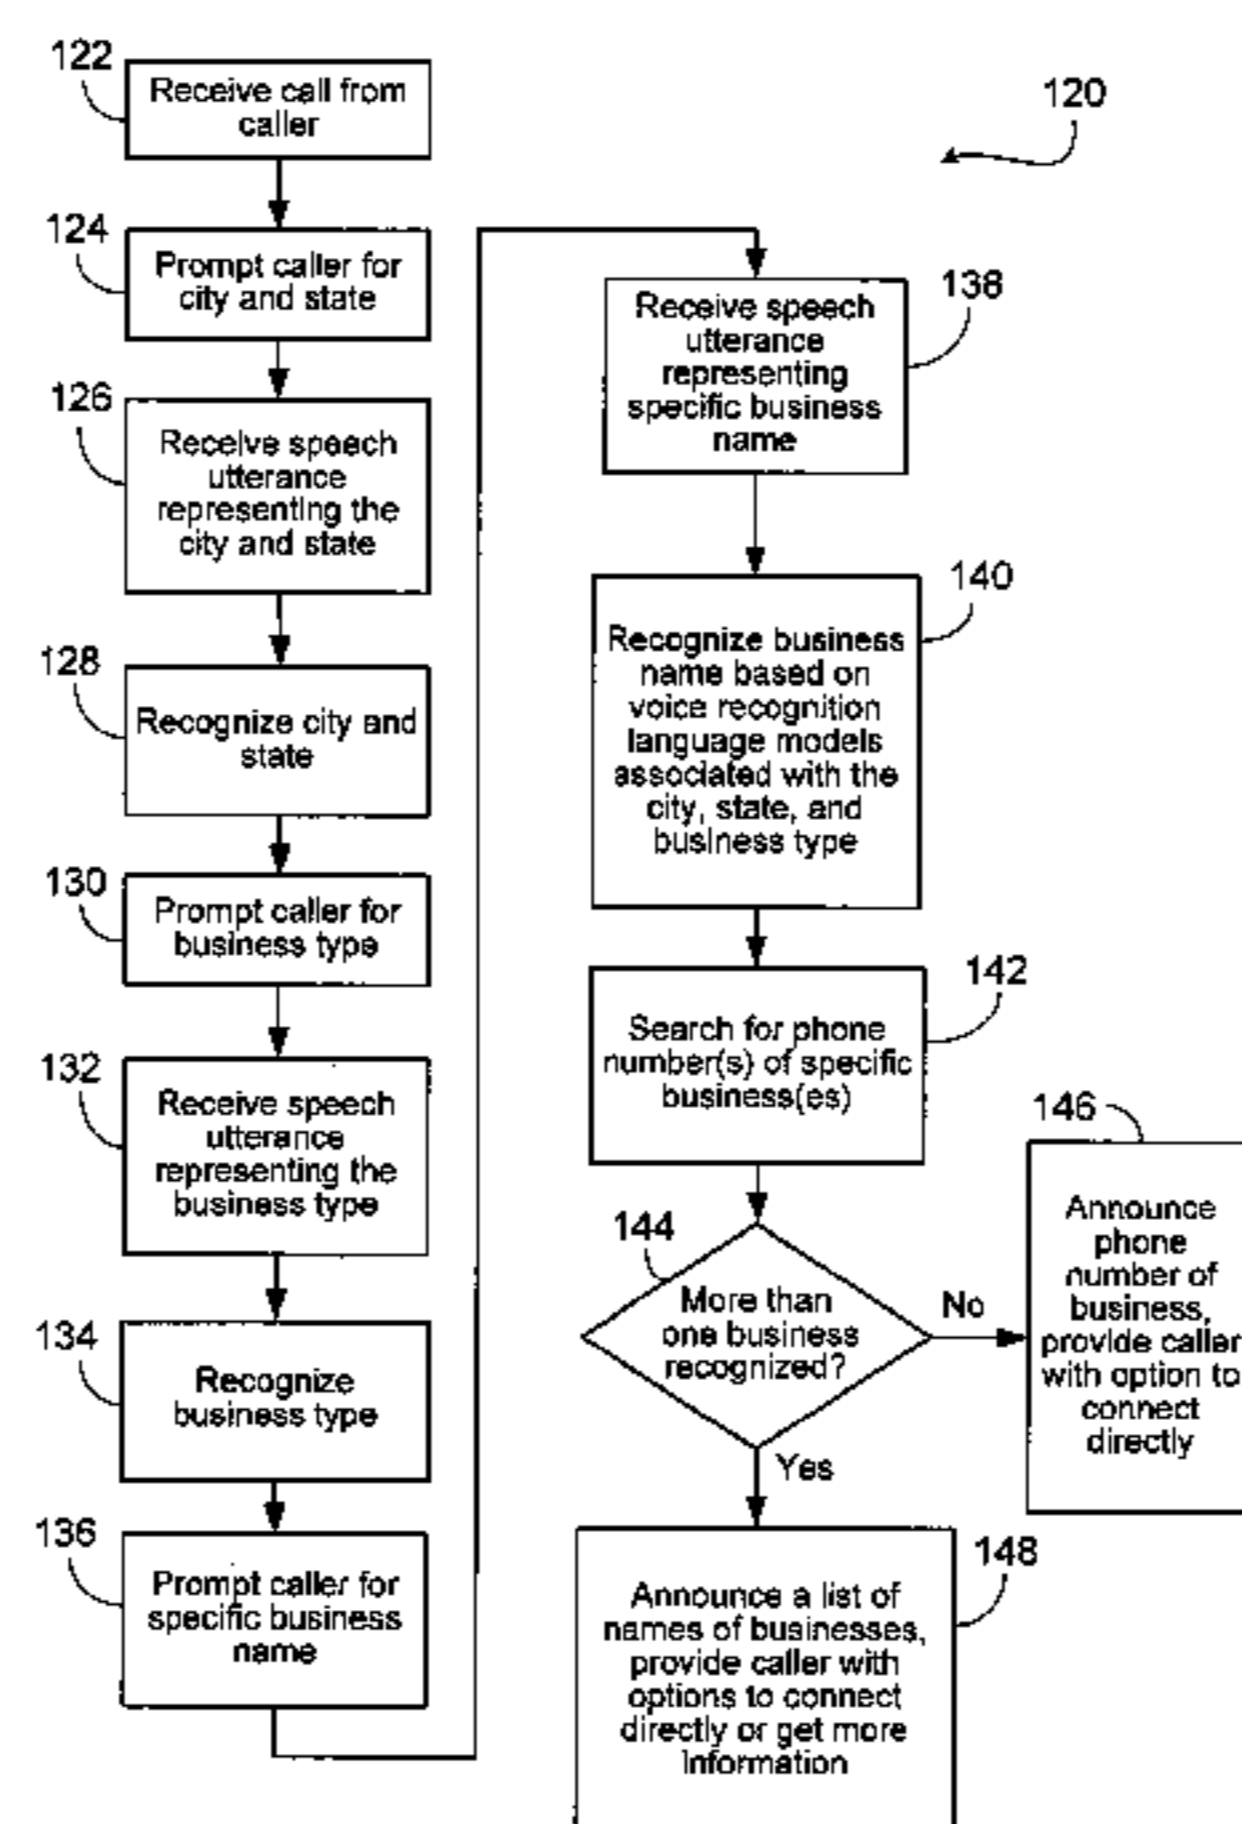 122
Receive call from
caller
124
Prompt caller for
city and state
126
Receive speech
utterance
representing the
city and state
128
Recognize city and
state
130
Prompt caller for
business type
132
Receive speech
utterance
representing the
business type
134
Recognize
business type
136
Prompt caller for
specific business
name
120
138
Receive speech
utterance
representing
specific business
name
140
Recognize business
name based on
voice recognition
language models
associated with the
city, state, and
business type
142
Search for phone
number(s) of specific
business(es)
144
More than
one business
recognized?
No
Yes
146
Announce
phone
number of
business,
provide caller
with option to
connect
directly
148
Announce a list of
names of businesses,
provide caller with
options to connect
directly or get more
Information